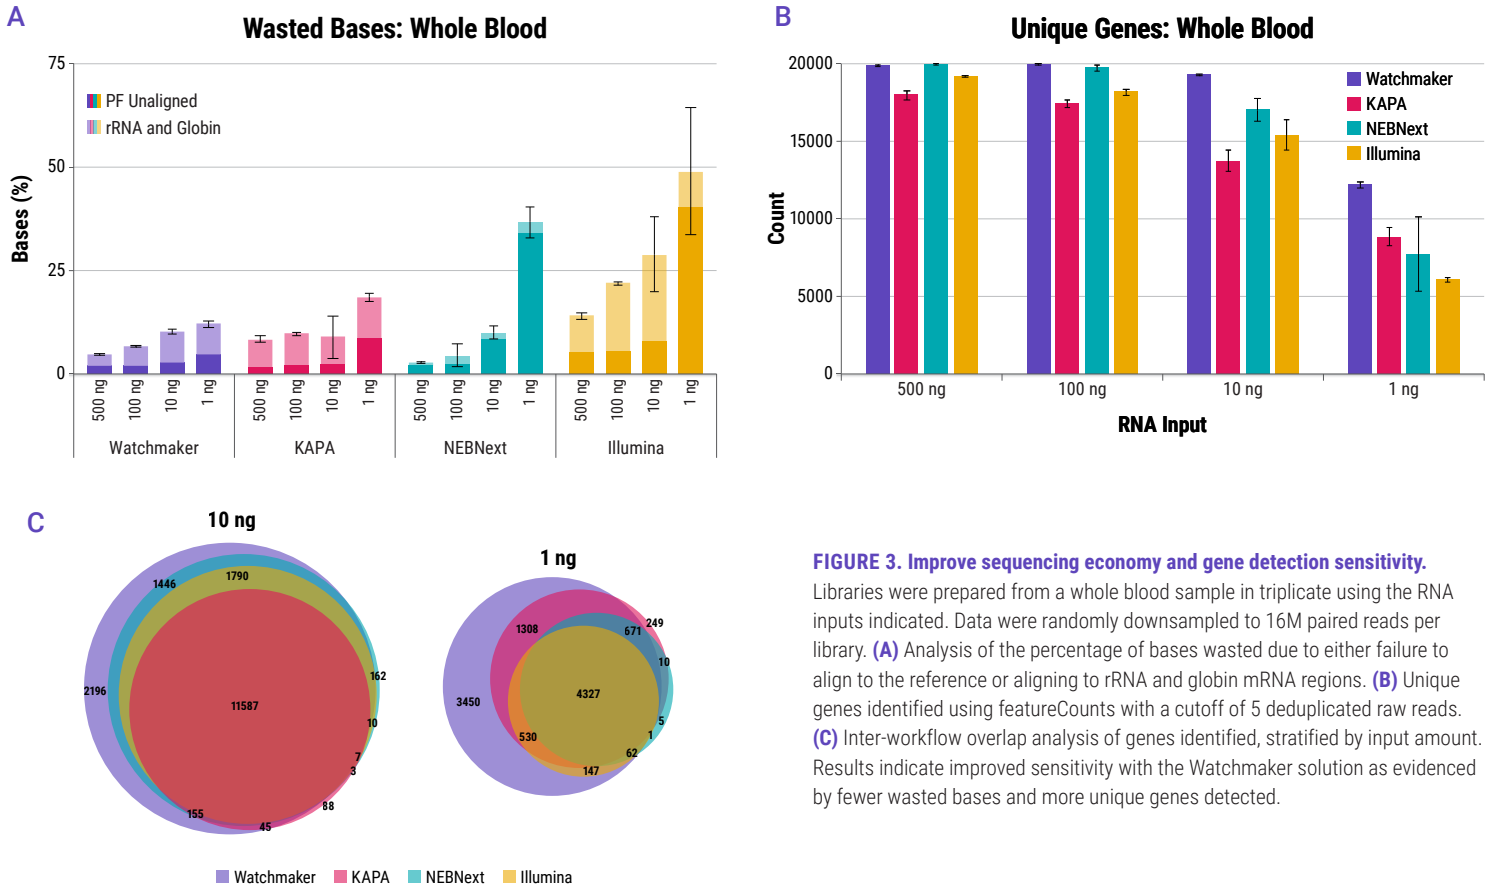 A
Wasted Bases: Whole Blood
Bases (%)
75
50
25
0
PF Unaligned
rRNA and Globin
500 ng
100 ng
10 ng
1 ng
500 ng
100 ng
10 ng
1 ng
500 ng
100 ng
10 ng
1 ng
500 ng
100 ng
10 ng
1 ng
Watchmaker
KAPA
NEBNext
Illumina
B
Unique Genes: Whole Blood
Count
20000
15000
10000
5000
0
Watchmaker
KAPA
NEBNext
Illumina
500 ng
100 ng
10 ng
1 ng
RNA Input
C
10 ng
1446
1790
2196
11587
162
10
7
3
88
45
155
1 ng
1308
671
249
10
3450
4327
5
1
530
62
147
Watchmaker
KAPA
NEBNext
Illumina
FIGURE 3. Improve sequencing economy and gene detection sensitivity.
Libraries were prepared from a whole blood sample in triplicate using the RNA
inputs indicated. Data were randomly downsampled to 16M paired reads per
library. (A) Analysis of the percentage of bases wasted due to either failure to
align to the reference or aligning to rRNA and globin mRNA regions. (B) Unique
genes identified using featureCounts with a cutoff of 5 deduplicated raw reads.
(C) Inter-workflow overlap analysis of genes identified, stratified by input amount.
Results indicate improved sensitivity with the Watchmaker solution as evidenced
by fewer wasted bases and more unique genes detected.